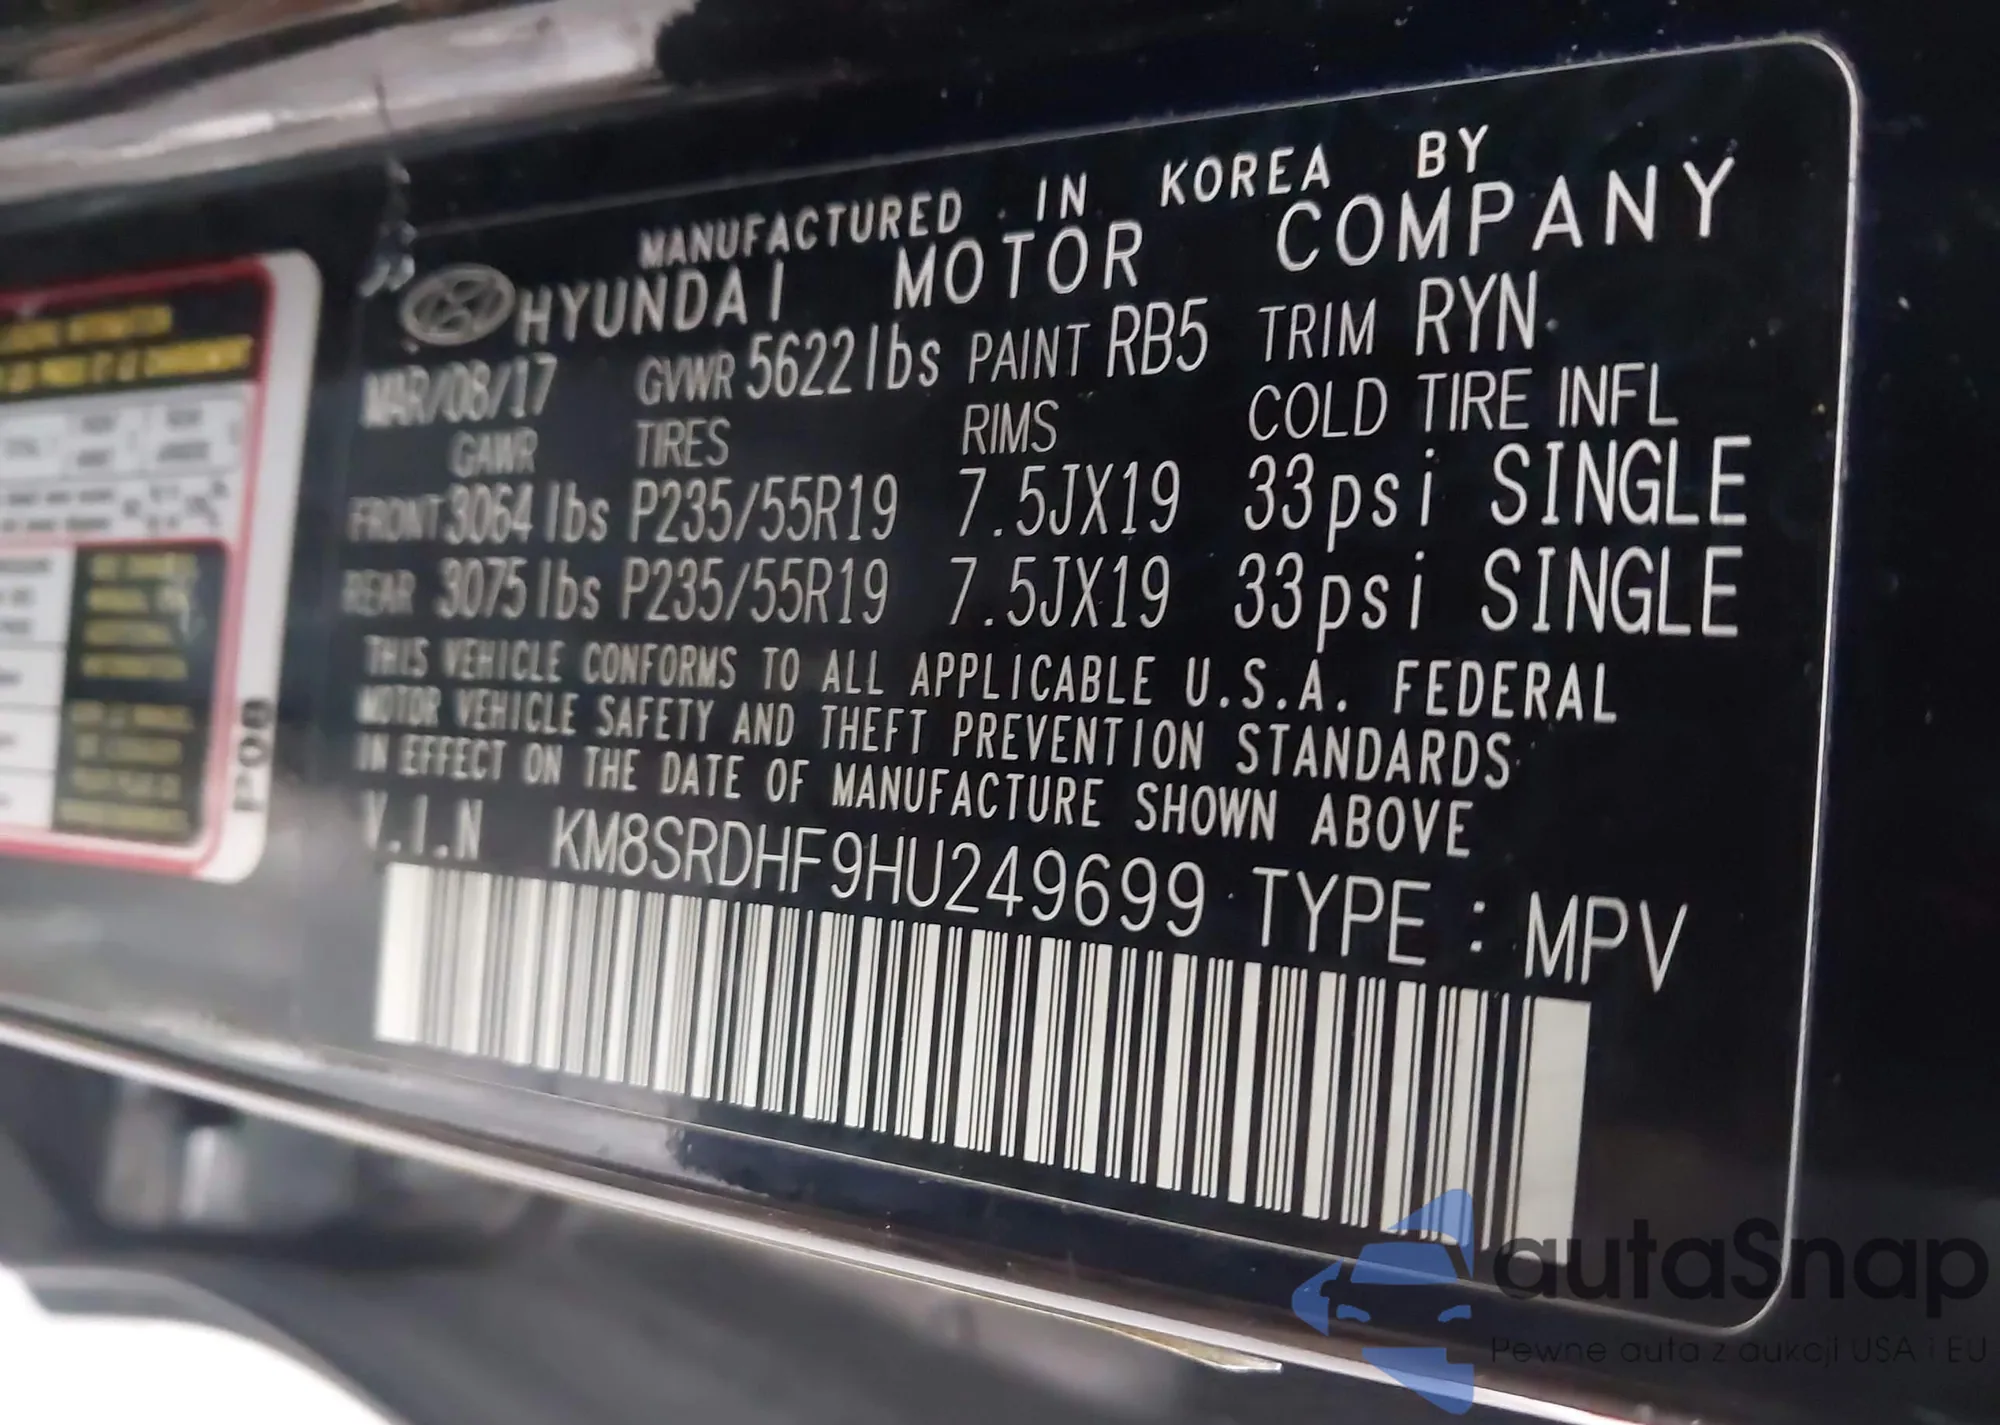 MANUFACTURED IN KOREA BY
HYUNDAI MOTOR COMPANY
MAR/08/17 GVWR 5622lbs PAINT RB5 TRIM RYN
GAWR TIRES RIMS COLD TIRE INFL
FRONT 3064lbs P235/55R19 7.5JX19 33psi SINGLE
REAR 3075lbs P235/55R19 7.5JX19 33psi SINGLE
THIS VEHICLE CONFORMS TO ALL APPLICABLE U.S.A. FEDERAL
MOTOR VEHICLE SAFETY AND THEFT PREVENTION STANDARDS
IN EFFECT ON THE DATE OF MANUFACTURE SHOWN ABOVE
V.I.N KM8SRDHF9HU249699 TYPE : MPV
P08
autaSnap
Pewne auta z aukcji USA i EU